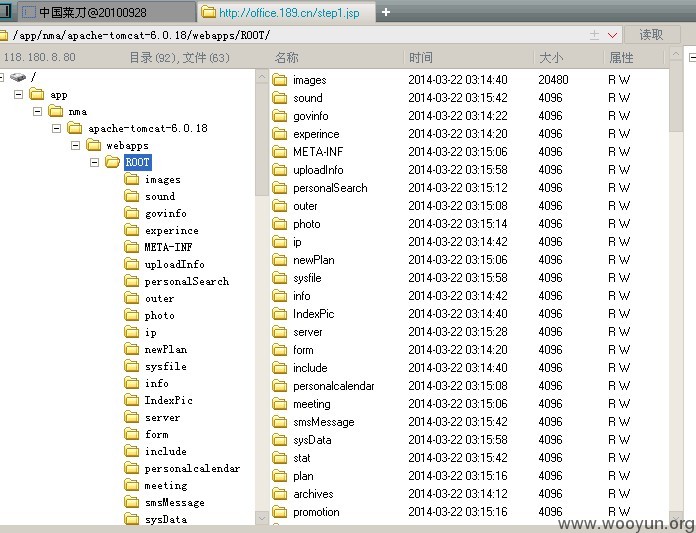 中国菜刀@20100928 http://office.189.cn/step1.jsp +
/app/nma/apache-tomcat-6.0.18/webapps/ROOT/ 读取
118.180.8.80 目录(92),文件(63) 名称 时间 大小 属性
/
app
nma
apache-tomcat-6.0.18
webapps
ROOT
images
sound
govinfo
experince
META-INF
uploadInfo
personalSearch
outer
photo
ip
newPlan
sysfile
info
IndexPic
server
form
include
personalcalendar
meeting
smsMessage
sysData
images 2014-03-22 03:14:40 20480 R W
sound 2014-03-22 03:15:42 4096 R W
govinfo 2014-03-22 03:14:22 4096 R W
experince 2014-03-22 03:14:20 4096 R W
META-INF 2014-03-22 03:15:06 4096 R W
uploadInfo 2014-03-22 03:15:58 4096 R W
personalSearch 2014-03-22 03:15:12 4096 R W
outer 2014-03-22 03:15:08 4096 R W
photo 2014-03-22 03:15:14 4096 R W
ip 2014-03-22 03:14:42 4096 R W
newPlan 2014-03-22 03:15:06 4096 R W
sysfile 2014-03-22 03:15:58 4096 R W
info 2014-03-22 03:14:42 4096 R W
IndexPic 2014-03-22 03:14:40 4096 R W
server 2014-03-22 03:15:28 4096 R W
form 2014-03-22 03:14:20 4096 R W
include 2014-03-22 03:14:40 4096 R W
personalcalendar 2014-03-22 03:15:08 4096 R W
meeting 2014-03-22 03:15:06 4096 R W
smsMessage 2014-03-22 03:15:42 4096 R W
sysData 2014-03-22 03:15:58 4096 R W
stat 2014-03-22 03:15:42 4096 R W
plan 2014-03-22 03:15:16 4096 R W
archives 2014-03-22 03:14:12 4096 R W
promotion 2014-03-22 03:15:16 4096 R W
www.wooyun.org